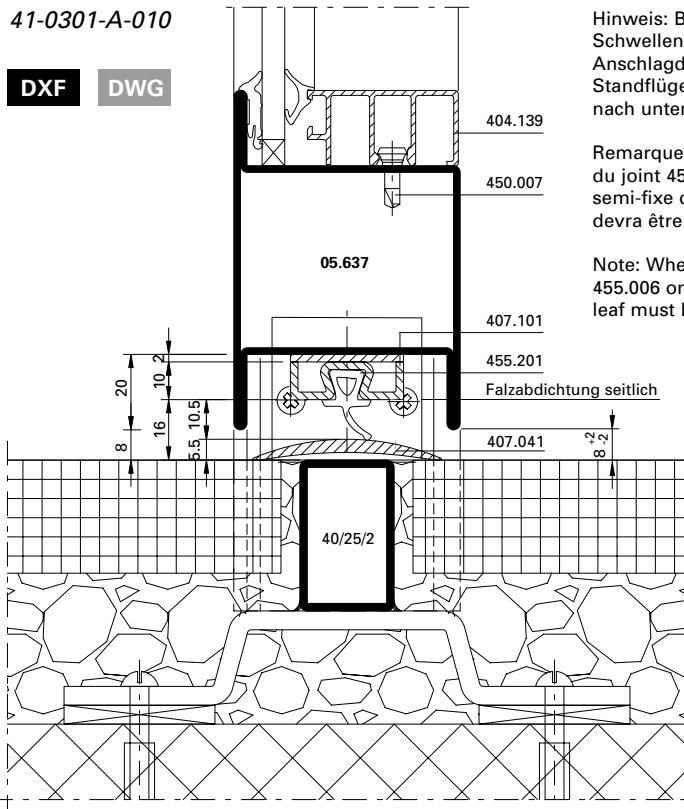 41-0301-A-010
DXF DWG
Hinweis: B
Schwellen
Anschlagd
Standflüge
nach unter
Remarque
du joint 45
semi-fixe
devra être
Note: Whe
455.006 or
leaf must
404.139
450.007
05.637
407.101
455.201
Falzabdichtung seitlich
407.041
2
10
20
16
10.5
8
5.5
8 +2 -2
40/25/2